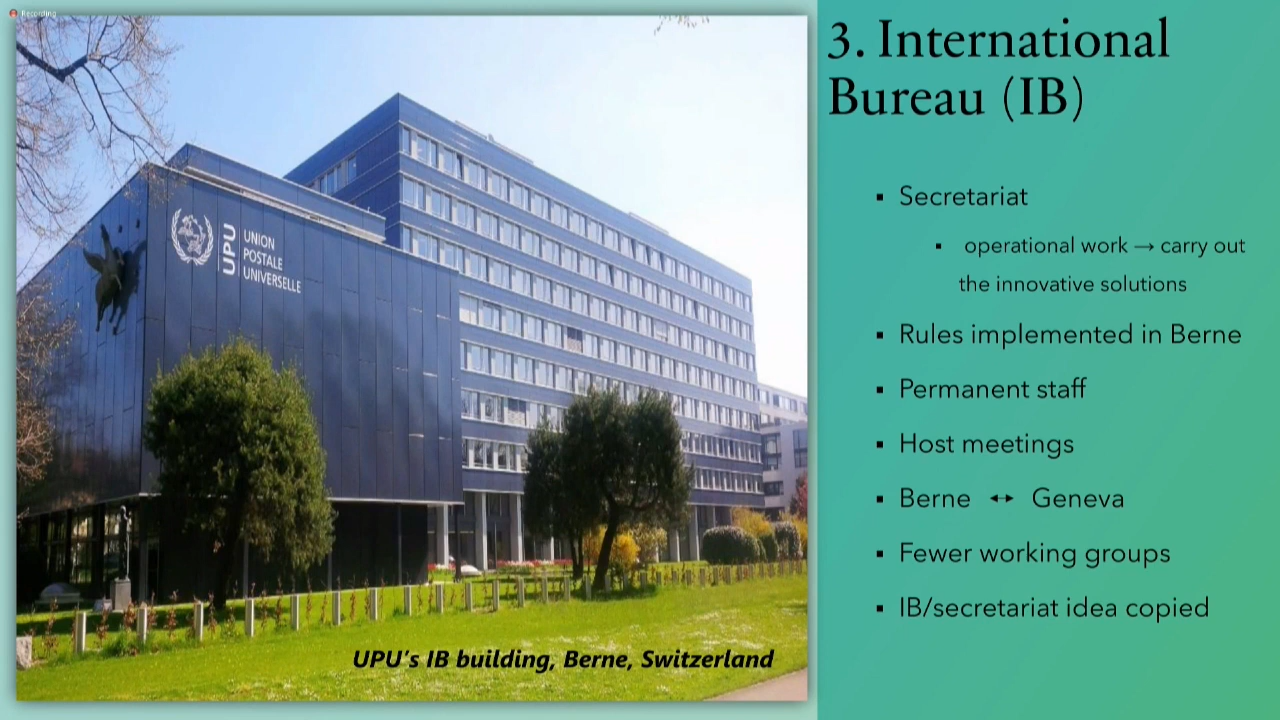 Recording
3. International
Bureau (IB)
UPU
UNION
POSTALE
UNIVERSELLE
▪ Secretariat
▪ operational work → carry out
the innovative solutions
▪ Rules implemented in Berne
▪ Permanent staff
▪ Host meetings
▪ Berne ↔ Geneva
▪ Fewer working groups
▪ IB/secretariat idea copied
UPU's IB building, Berne, Switzerland